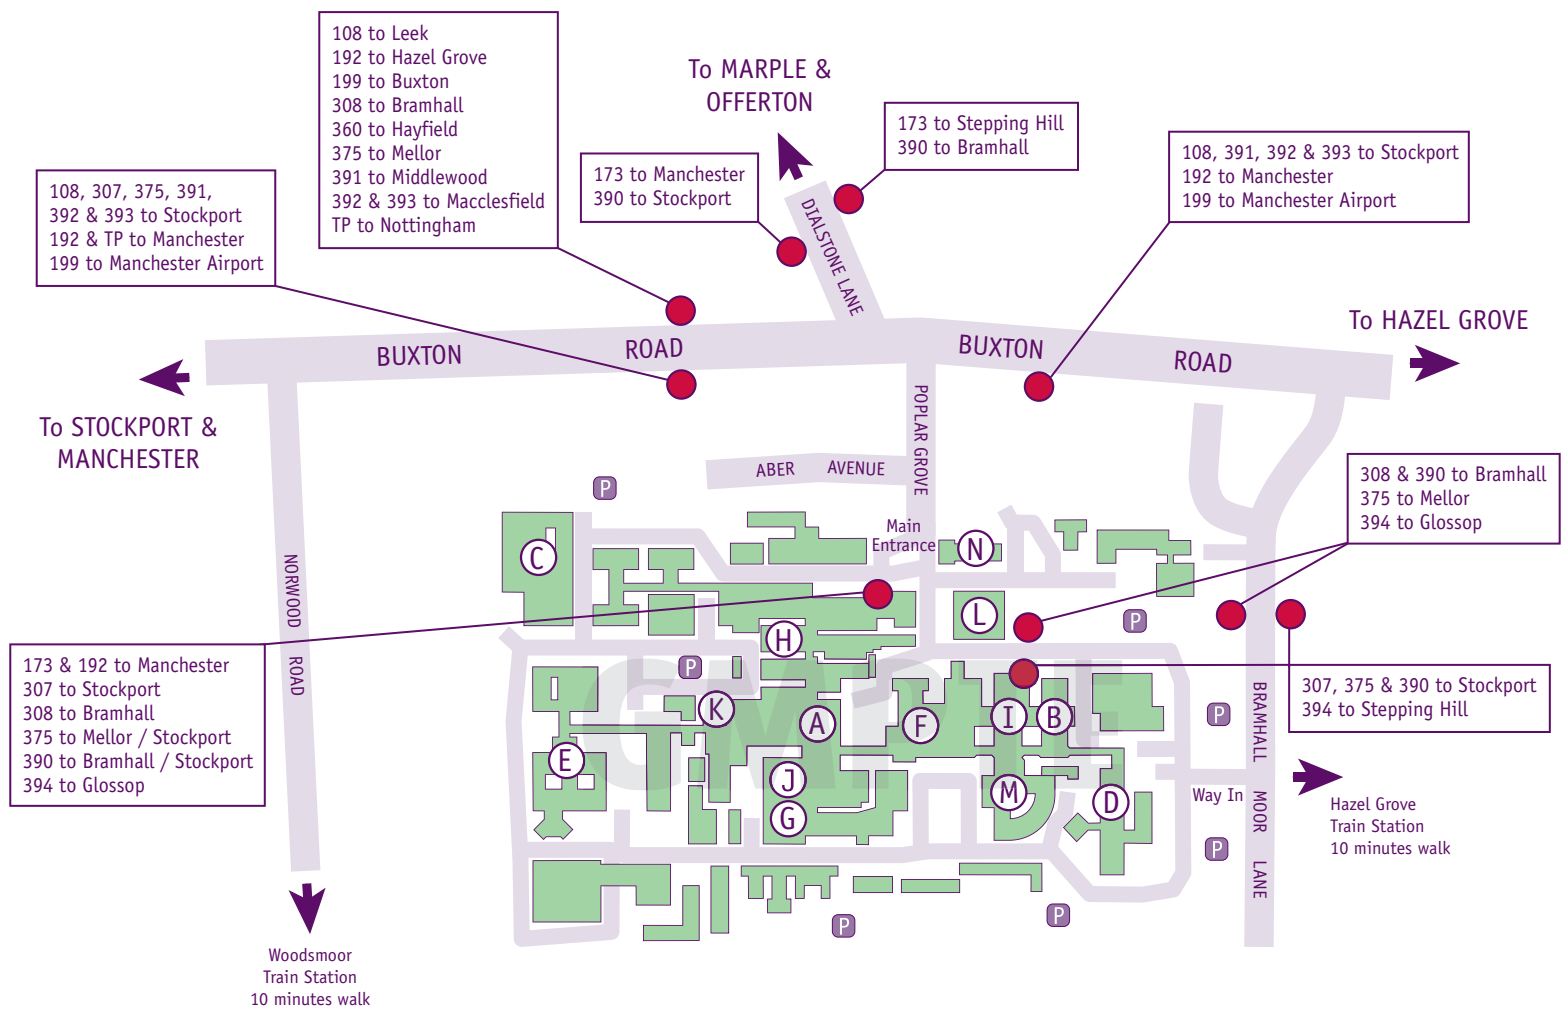 108 to Leek
192 to Hazel Grove
199 to Buxton
308 to Bramhall
360 to Hayfield
375 to Mellor
391 to Middlewood
392 & 393 to Macclesfield
TP to Nottingham
To MARPLE &
OFFERTON
173 to Stepping Hill
390 to Bramhall
173 to Manchester
390 to Stockport
108, 391, 392 & 393 to Stockport
192 to Manchester
199 to Manchester Airport
108, 307, 375, 391,
392 & 393 to Stockport
192 & TP to Manchester
199 to Manchester Airport
DIALSTONE LANE
To HAZEL GROVE
BUXTON ROAD
BUXTON ROAD
To STOCKPORT &
MANCHESTER
POPLAR GROVE
ABER AVENUE
308 & 390 to Bramhall
375 to Mellor
394 to Glossop
P
Main
Entrance
N
C
NORWOOD ROAD
L
P
H
173 & 192 to Manchester
307 to Stockport
308 to Bramhall
375 to Mellor / Stockport
390 to Bramhall / Stockport
394 to Glossop
P
307, 375 & 390 to Stockport
394 to Stepping Hill
GMPTE
K
A
F
I
B
P
E
J
M
D
G
BRAMHALL MOOR LANE
Way In
Hazel Grove
Train Station
10 minutes walk
P
P
P
Woodsmoor
Train Station
10 minutes walk